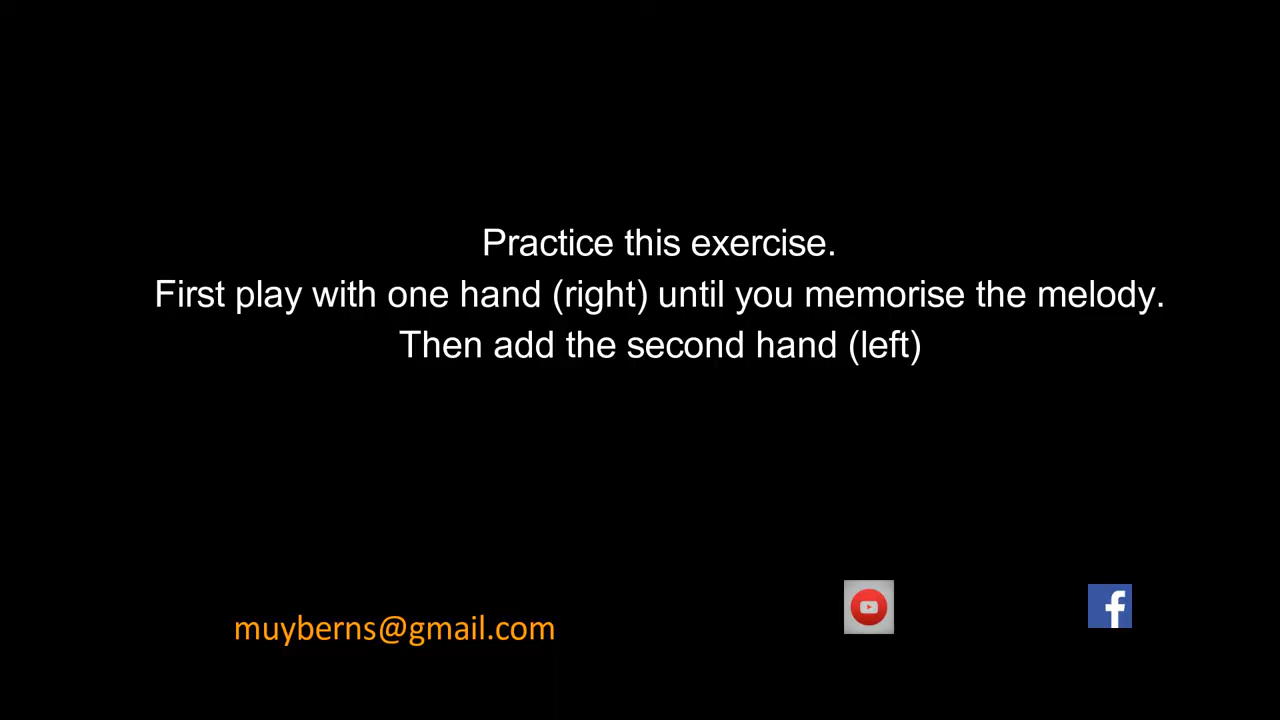 Practice this exercise.
First play with one hand (right) until you memorise the melody.
Then add the second hand (left)
muyberns@gmail.com